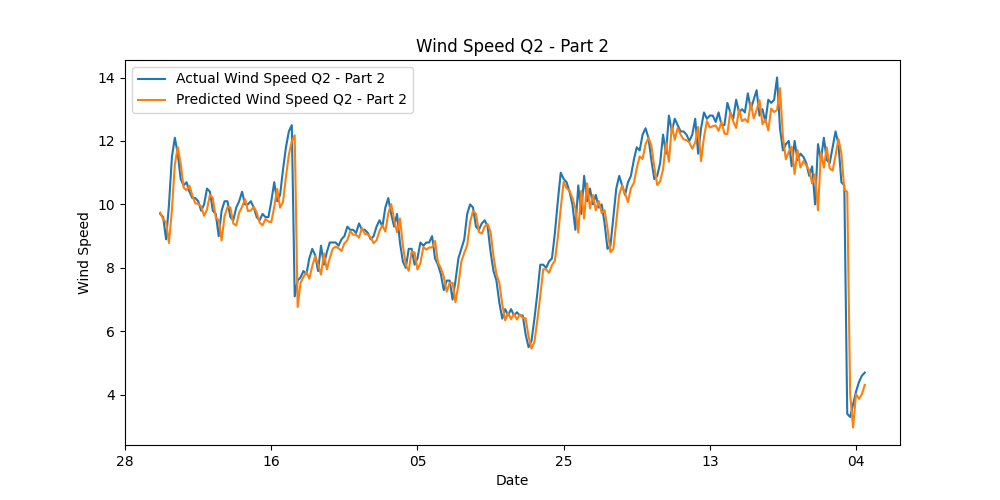 Wind Speed Q2 - Part 2
Actual Wind Speed Q2 - Part 2
Predicted Wind Speed Q2 - Part 2
Wind Speed
14
12
10
8
6
4
28
16
05
25
13
04
Date